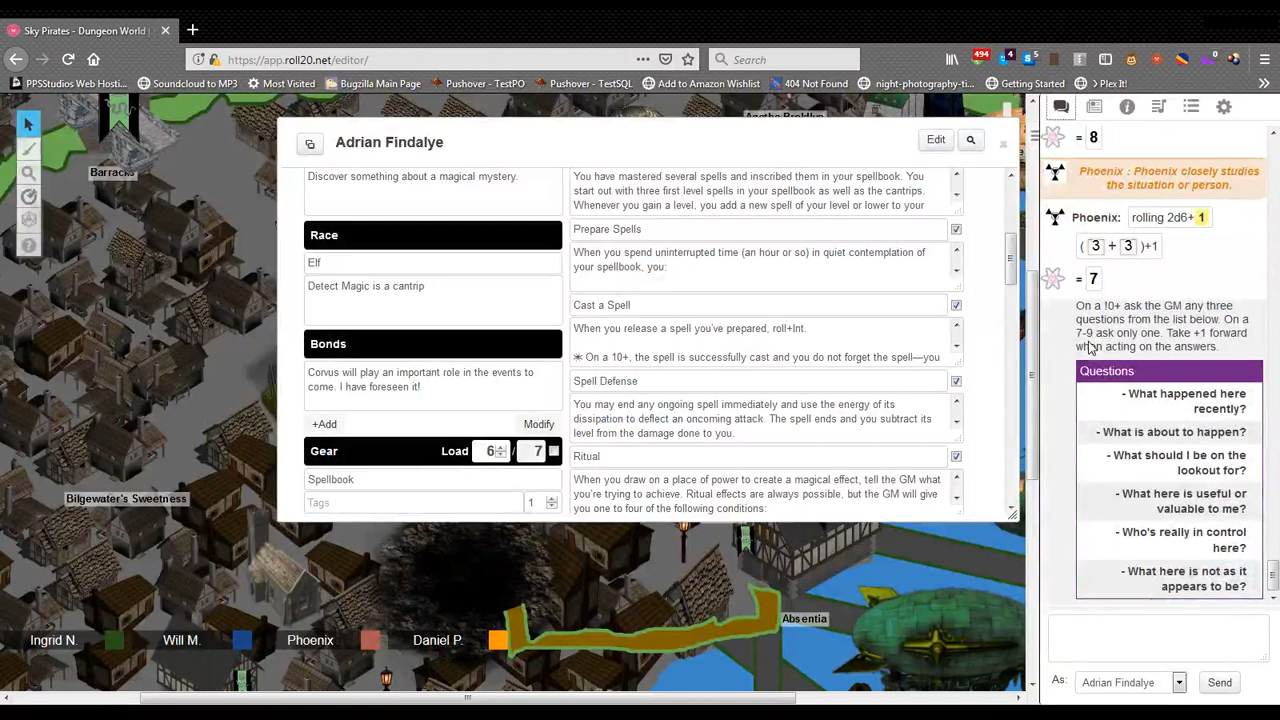 Sky Pirates - Dungeon World
https://app.roll20.net/editor/
Search
494
4
5
0
PPSStudios Web Hosti...
Soundcloud to MP3
Most Visited
Bugzilla Main Page
Pushover - TestPO
Pushover - TestSQL
Add to Amazon Wishlist
404 Not Found
night-photography-ti...
Getting Started
> Plex It!
Barracks
Bilgewater's Sweetness
Absentia
Adrian Findalye
Edit
Discover something about a magical mystery.
Race
Elf
Detect Magic is a cantrip
Bonds
Corvus will play an important role in the events to
come. I have foreseen it!
+Add
Modify
Gear
Load
6
/
7
Spellbook
Tags
1
You have mastered several spells and inscribed them in your spellbook. You
start out with three first level spells in your spellbook as well as the cantrips.
Whenever you gain a level, you add a new spell of your level or lower to your
Prepare Spells
When you spend uninterrupted time (an hour or so) in quiet contemplation of
your spellbook, you:
Cast a Spell
When you release a spell you've prepared, roll+Int.
✴ On a 10+, the spell is successfully cast and you do not forget the spell—you
Spell Defense
You may end any ongoing spell immediately and use the energy of its
dissipation to deflect an oncoming attack. The spell ends and you subtract its
level from the damage done to you.
Ritual
When you draw on a place of power to create a magical effect, tell the GM what
you're trying to achieve. Ritual effects are always possible, but the GM will give
you one to four of the following conditions:
Ingrid N.
Will M.
Phoenix
Daniel P.
= 8
Phoenix : Phoenix closely studies
the situation or person.
Phoenix:
rolling 2d6+ 1
( 3 + 3 )+1
= 7
On a 10+ ask the GM any three
questions from the list below. On a
7-9 ask only one. Take +1 forward
when acting on the answers.
Questions
- What happened here
recently?
- What is about to happen?
- What should I be on the
lookout for?
- What here is useful or
valuable to me?
- Who's really in control
here?
- What here is not as it
appears to be?
As:
Adrian Findalye
Send